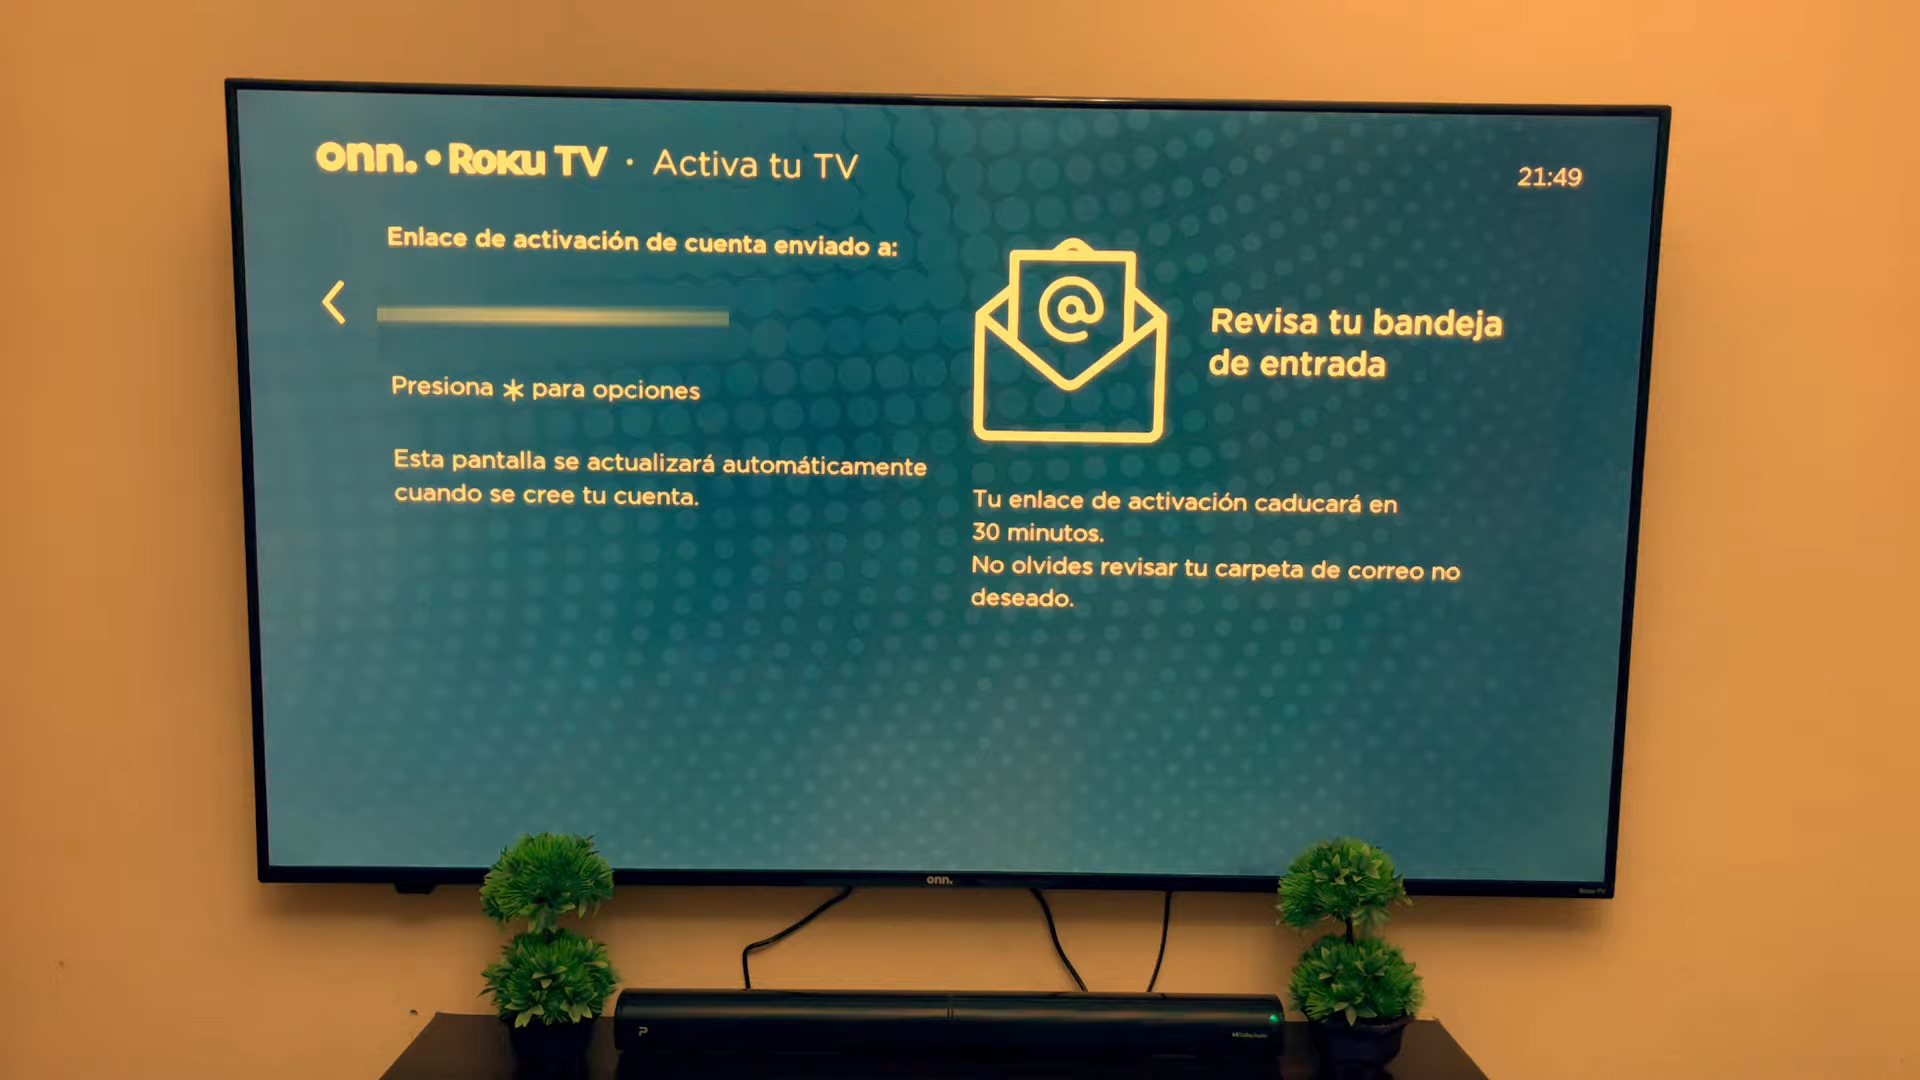 onn. • Roku TV · Activa tu TV
21:49
Enlace de activación de cuenta enviado a:
Presiona * para opciones
Esta pantalla se actualizará automáticamente
cuando se cree tu cuenta.
@
Revisa tu bandeja
de entrada
Tu enlace de activación caducará en
30 minutos.
No olvides revisar tu carpeta de correo no
deseado.
onn.
Roku TV